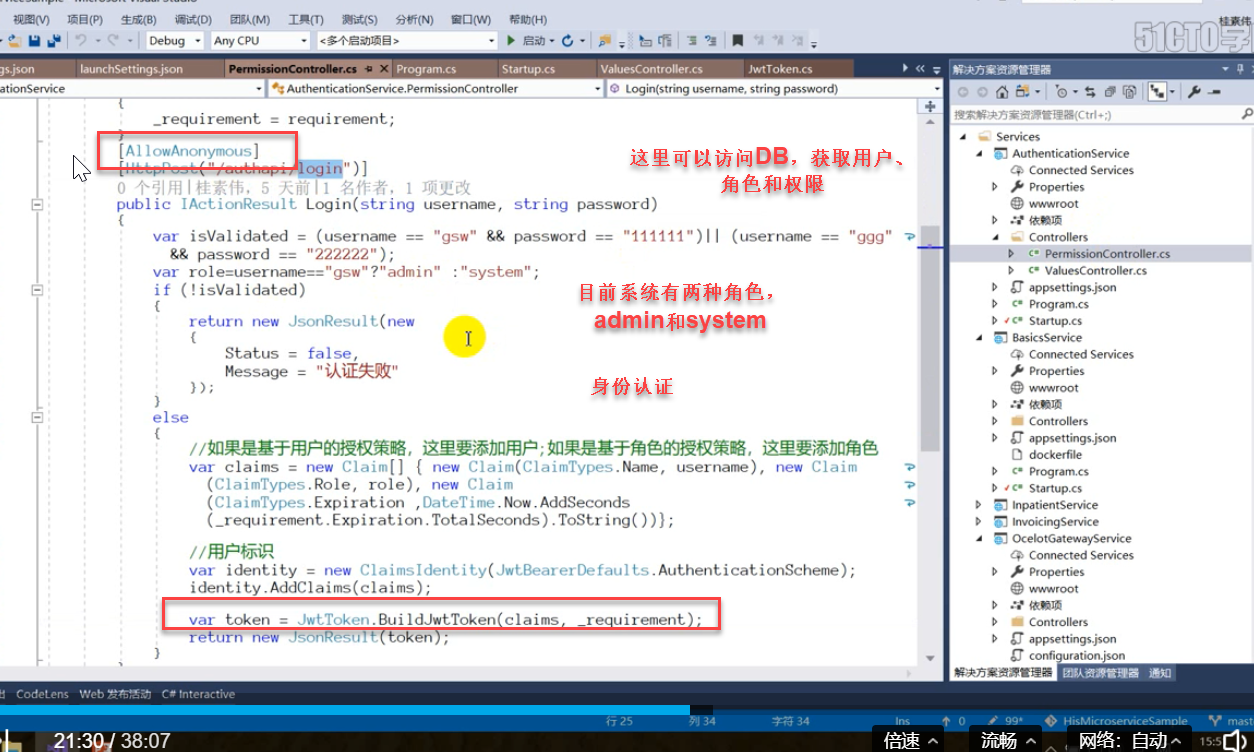 视图(V) 项目(P) 生成(B) 调试(D) 团队(M) 工具(T) 测试(S) 分析(N) 窗口(W) 帮助(H)
桂素伟
51CTO学
Debug Any CPU <多个启动项目> 启动
gs.json launchSettings.json PermissionController.cs Program.cs Startup.cs ValuesController.cs JwtToken.cs
ationService AuthenticationService.PermissionController Login(string username, string password)
{
_requirement = requirement;
}
[AllowAnonymous]
[HttpPost("/authapi/login")]
0 个引用|桂素伟，5 天前|1 名作者，1 项更改
public IActionResult Login(string username, string password)
{
var isValidated = (username == "gsw" && password == "111111")|| (username == "ggg"
&& password == "222222");
var role=username=="gsw"?"admin" :"system";
if (!isValidated)
{
return new JsonResult(new
{
Status = false,
Message = "认证失败"
});
}
else
{
//如果是基于用户的授权策略，这里要添加用户;如果是基于角色的授权策略，这里要添加角色
var claims = new Claim[] { new Claim(ClaimTypes.Name, username), new Claim
(ClaimTypes.Role, role), new Claim
(ClaimTypes.Expiration ,DateTime.Now.AddSeconds
(_requirement.Expiration.TotalSeconds).ToString())};
//用户标识
var identity = new ClaimsIdentity(JwtBearerDefaults.AuthenticationScheme);
identity.AddClaims(claims);
var token = JwtToken.BuildJwtToken(claims, _requirement);
return new JsonResult(token);
}
这里可以访问DB，获取用户、
角色和权限
目前系统有两种角色，
admin和system
身份认证
解决方案资源管理器
搜索解决方案资源管理器(Ctrl+;)
Services
AuthenticationService
Connected Services
Properties
wwwroot
依赖项
Controllers
C# PermissionController.cs
C# ValuesController.cs
appsettings.json
C# Program.cs
C# Startup.cs
BasicsService
Connected Services
Properties
wwwroot
依赖项
Controllers
appsettings.json
dockerfile
C# Program.cs
C# Startup.cs
InpatientService
InvoicingService
OcelotGatewayService
Connected Services
Properties
wwwroot
依赖项
Controllers
appsettings.json
configuration.json
解决方案资源管理器 团队资源管理器 通知
出 CodeLens Web 发布活动 C# Interactive
行 25 列 34 字符 34 Ins 0 99* HisMicroserviceSample mast
21:30 / 38:07 倍速 流畅 网络：自动 15:5